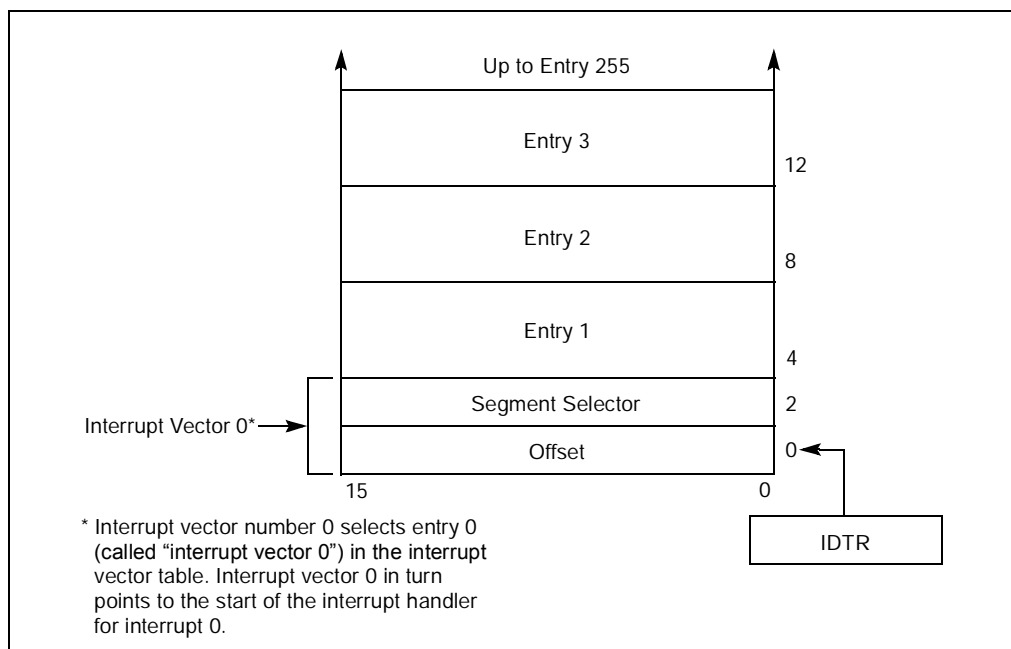 Up to Entry 255
Entry 3
12
Entry 2
8
Entry 1
4
Segment Selector
2
Interrupt Vector 0*
Offset
0
15
0
* Interrupt vector number 0 selects entry 0
(called “interrupt vector 0”) in the interrupt
vector table. Interrupt vector 0 in turn
points to the start of the interrupt handler
for interrupt 0.
IDTR